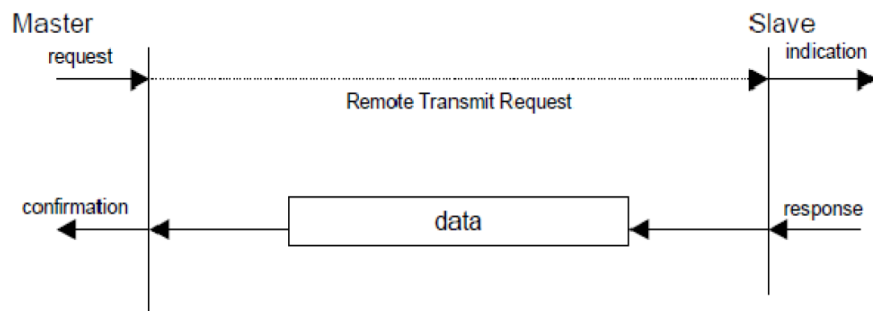 Master
Slave
request
indication
Remote Transmit Request
confirmation
data
response